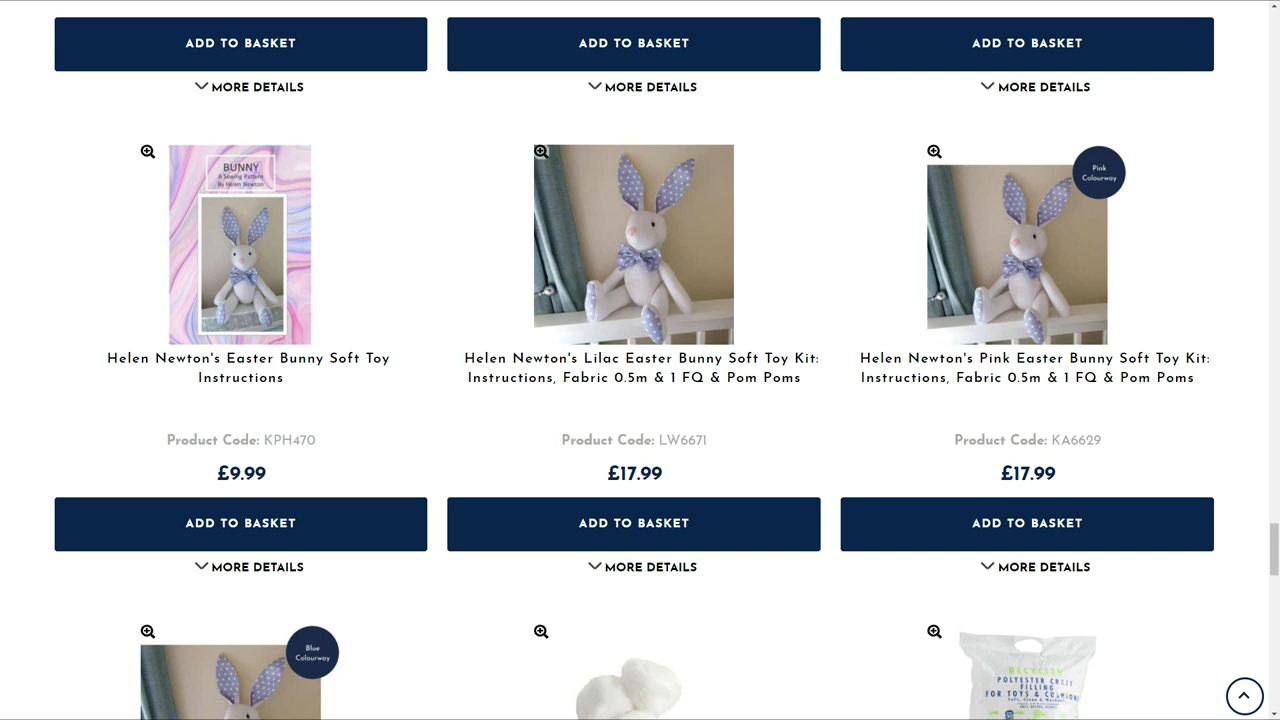 ADD TO BASKET
ADD TO BASKET
ADD TO BASKET
MORE DETAILS
MORE DETAILS
MORE DETAILS
BUNNY
A Sewing Pattern
By Helen Newton
Pink
Colourway
Helen Newton's Easter Bunny Soft Toy
Instructions
Helen Newton's Lilac Easter Bunny Soft Toy Kit:
Instructions, Fabric 0.5m & 1 FQ & Pom Poms
Helen Newton's Pink Easter Bunny Soft Toy Kit:
Instructions, Fabric 0.5m & 1 FQ & Pom Poms
Product Code: KPH470
Product Code: LW6671
Product Code: KA6629
£9.99
£17.99
£17.99
ADD TO BASKET
ADD TO BASKET
ADD TO BASKET
MORE DETAILS
MORE DETAILS
MORE DETAILS
Blue
Colourway
RECYCLED
POLYESTER CRAFT
FILLING
FOR TOYS & CUSHIONS